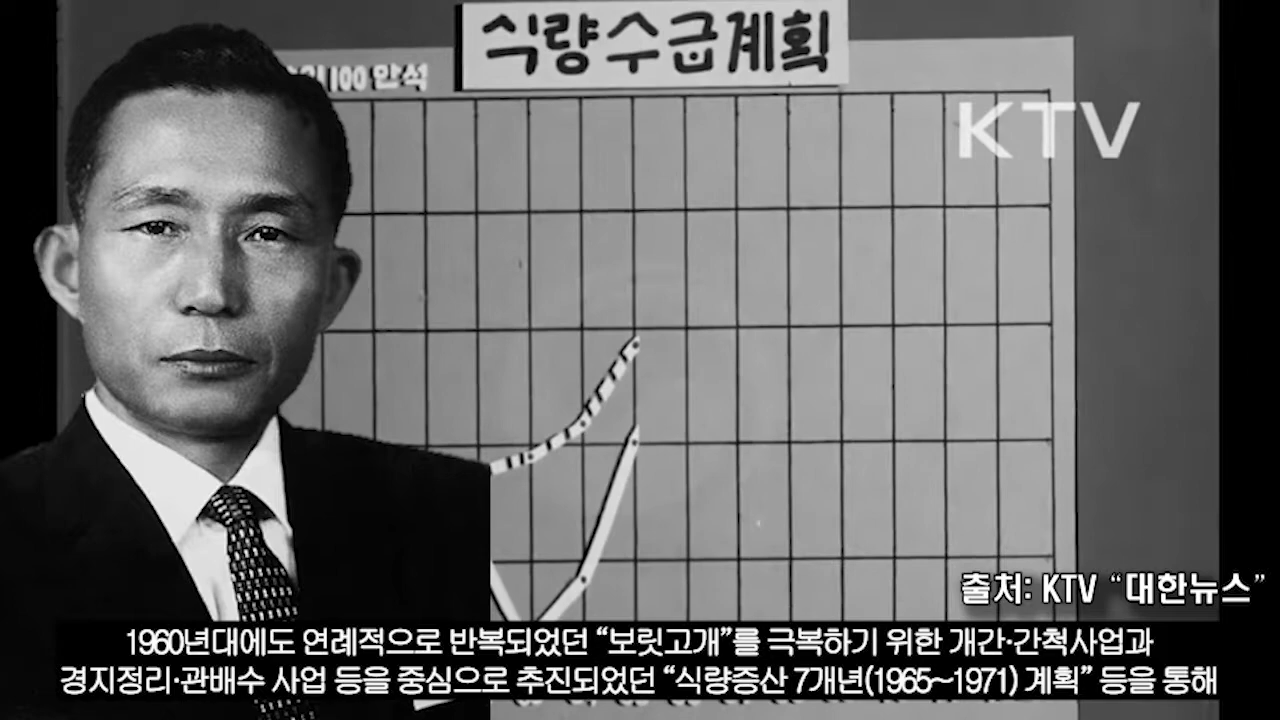 식량수급계획
100만석
KTV
출처: KTV “대한뉴스”
1960년대에도 연례적으로 반복되었던 “보릿고개”를 극복하기 위한 개간·간척사업과
경지정리·관배수 사업 등을 중심으로 추진되었던 “식량증산 7개년(1965~1971) 계획” 등을 통해